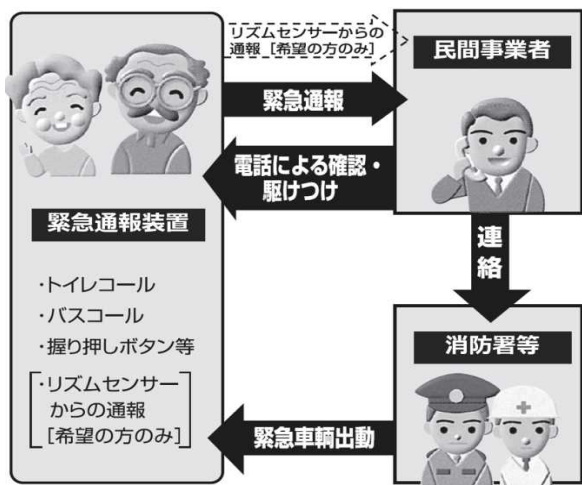 リズムセンサーからの
通報 [希望の方のみ]
民間事業者
緊急通報
電話による確認・
駆けつけ
緊急通報装置
連絡
・トイレコール
・バスコール
・握り押しボタン等
・リズムセンサー
からの通報
[希望の方のみ]
消防署等
緊急車輌出動